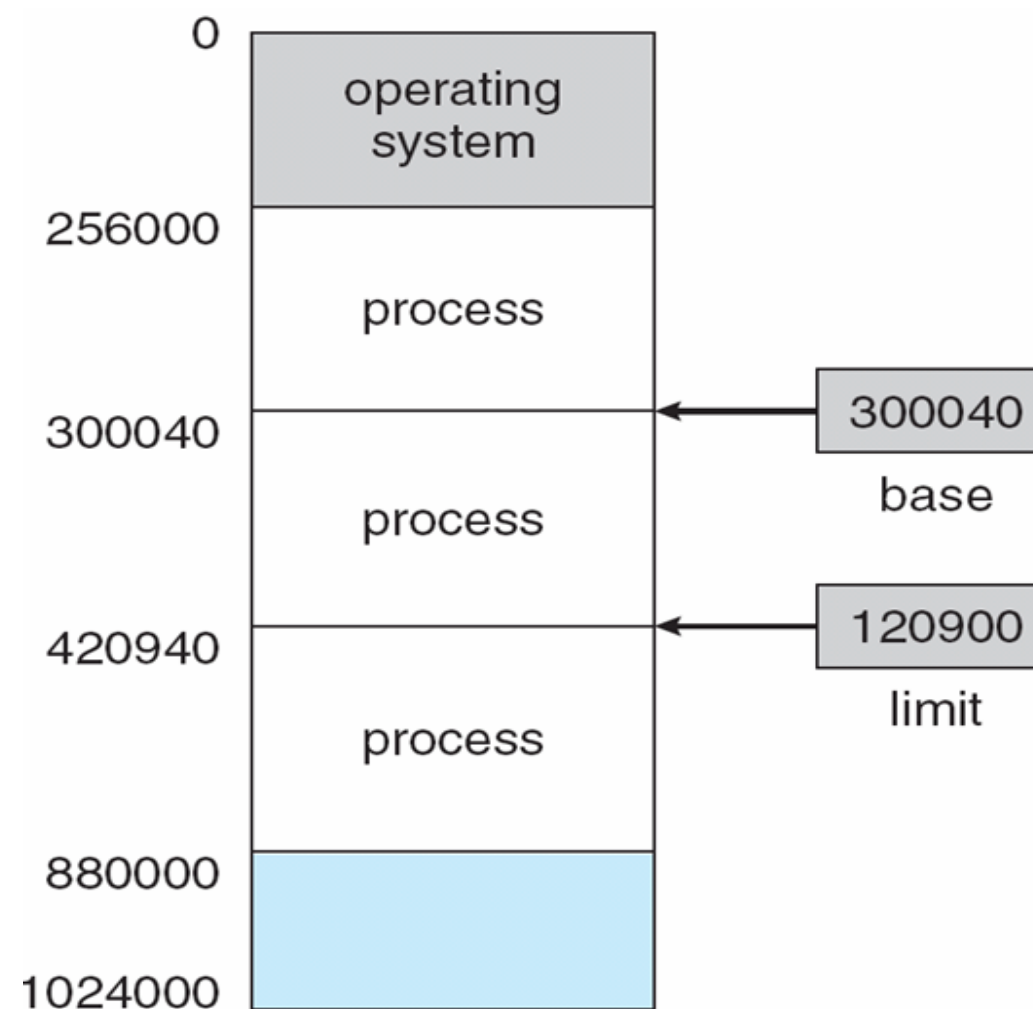 0
operating
system
256000
process
300040
300040
base
process
120900
420940
limit
process
880000
1024000